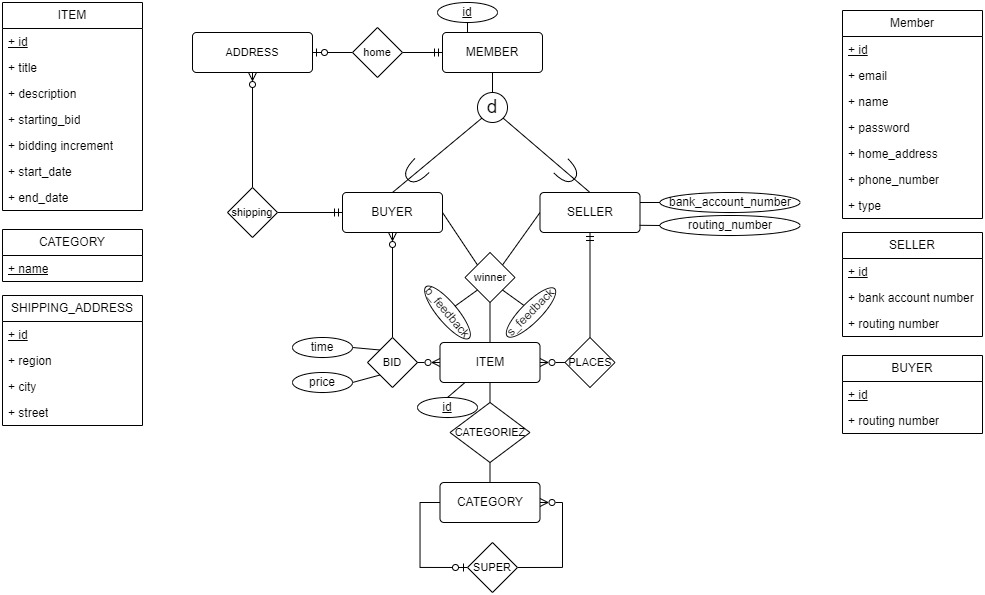 ITEM
+ id
+ title
+ description
+ starting_bid
+ bidding increment
+ start_date
+ end_date
CATEGORY
+ name
SHIPPING_ADDRESS
+ id
+ region
+ city
+ street
id
ADDRESS
home
MEMBER
d
shipping
BUYER
SELLER
bank_account_number
routing_number
winner
b_feedback
s_feedback
time
price
BID
ITEM
PLACES
id
CATEGORIEZ
CATEGORY
SUPER
Member
+ id
+ email
+ name
+ password
+ home_address
+ phone_number
+ type
SELLER
+ id
+ bank account number
+ routing number
BUYER
+ id
+ routing number